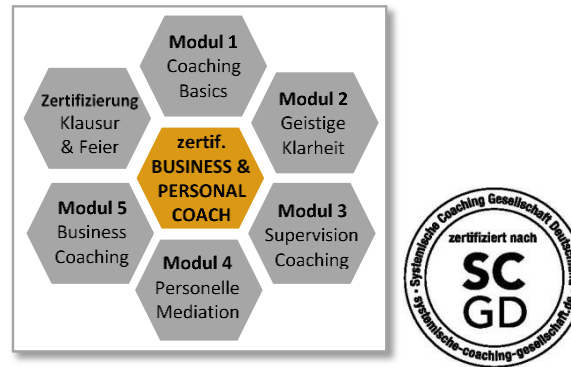 Modul 1
Coaching
Basics
Modul 2
Geistige
Klarheit
Modul 3
Supervision
Coaching
Modul 4
Personelle
Mediation
Modul 5
Business
Coaching
Zertifizierung
Klausur
& Feier
zertif.
BUSINESS &
PERSONAL
COACH
Systemische Coaching Gesellschaft Deutschland
zertifiziert nach
SC
GD
systemische-coaching-gesellschaft.de